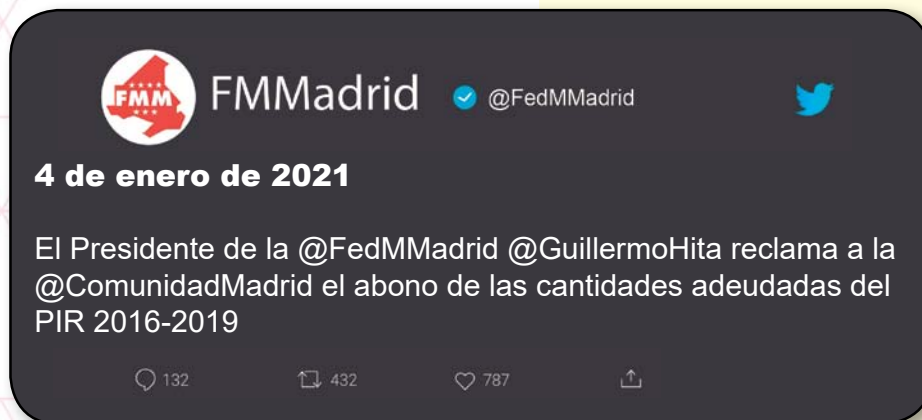 FMM
FMMadrid @FedMMadrid
4 de enero de 2021
El Presidente de la @FedMMadrid @GuillermoHita reclama a la
@ComunidadMadrid el abono de las cantidades adeudadas del
PIR 2016-2019
132 432 787